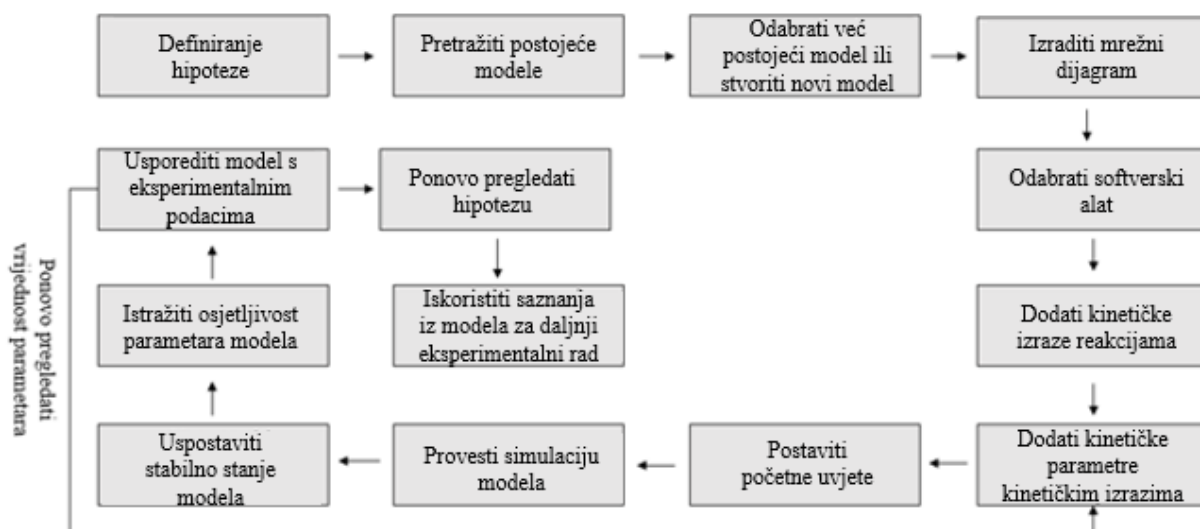 Definiranje
hipoteze
Pretražiti postojeće
modele
Odabrati već
postojeći model ili
stvoriti novi model
Izraditi mrežni
dijagram
Odabrati softverski
alat
Dodati kinetičke
izraze reakcijama
Dodati kinetičke
parametre
kinetičkim izrazima
Postaviti
početne uvjete
Provesti simulaciju
modela
Uspostaviti
stabilno stanje
modela
Istražiti osjetljivost
parametara modela
Usporediti model s
eksperimentalnim
podacima
Ponovo pregledati
hipotezu
Iskoristiti saznanja
iz modela za daljnji
eksperimentalni rad
Ponovo pregledati
vrijednost parametara